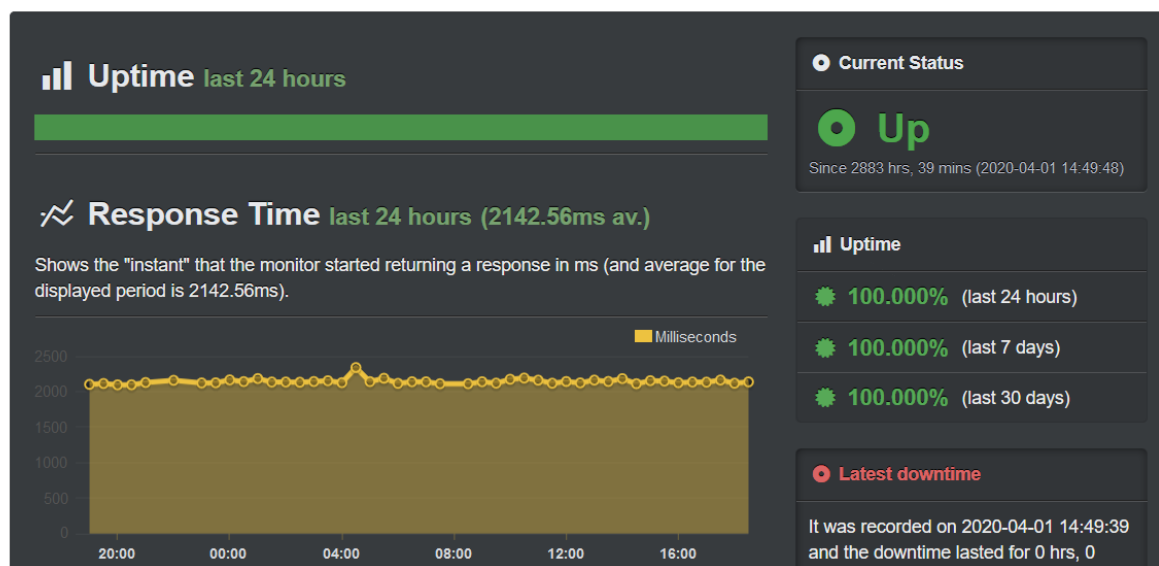 Uptime last 24 hours
Response Time last 24 hours (2142.56ms av.)
Shows the "instant" that the monitor started returning a response in ms (and average for the
displayed period is 2142.56ms).
Milliseconds
2500
2000
1500
1000
500
0
20:00 00:00 04:00 08:00 12:00 16:00
Current Status
Up
Since 2883 hrs, 39 mins (2020-04-01 14:49:48)
Uptime
100.000% (last 24 hours)
100.000% (last 7 days)
100.000% (last 30 days)
Latest downtime
It was recorded on 2020-04-01 14:49:39
and the downtime lasted for 0 hrs, 0